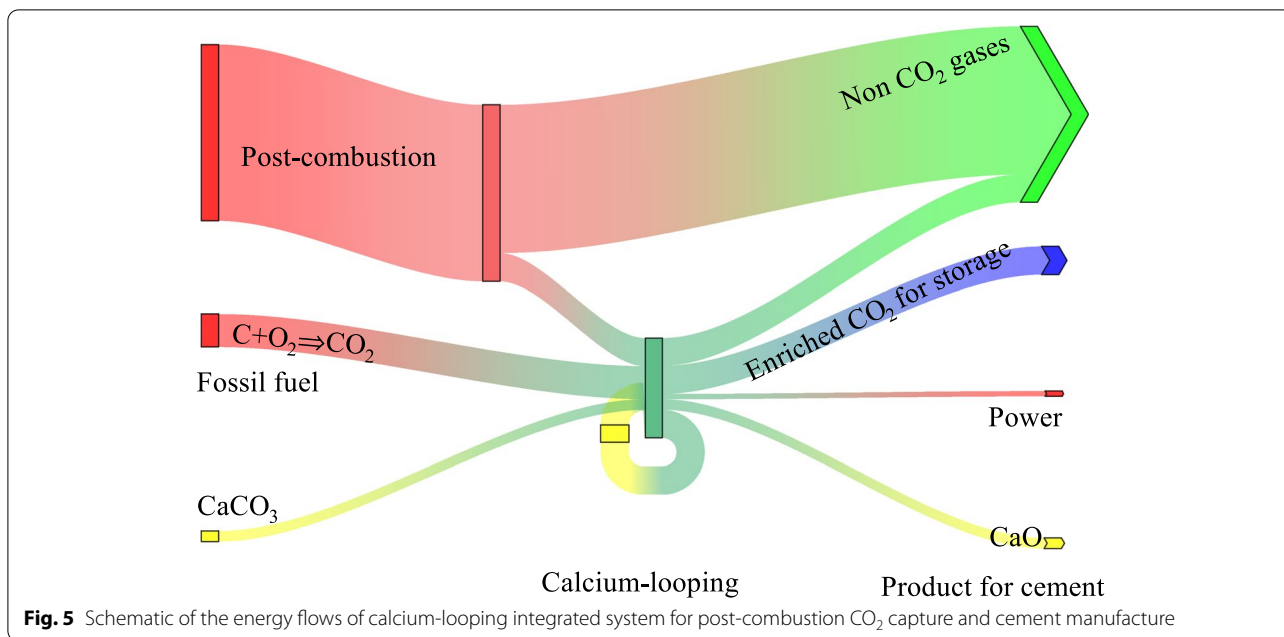 Non CO₂ gases
Post-combustion
Enriched CO₂ for storage
C+O₂⇒CO₂
Fossil fuel
Power
CaCO₃
CaO
Calcium-looping
Product for cement
Fig. 5 Schematic of the energy flows of calcium-looping integrated system for post-combustion CO₂ capture and cement manufacture